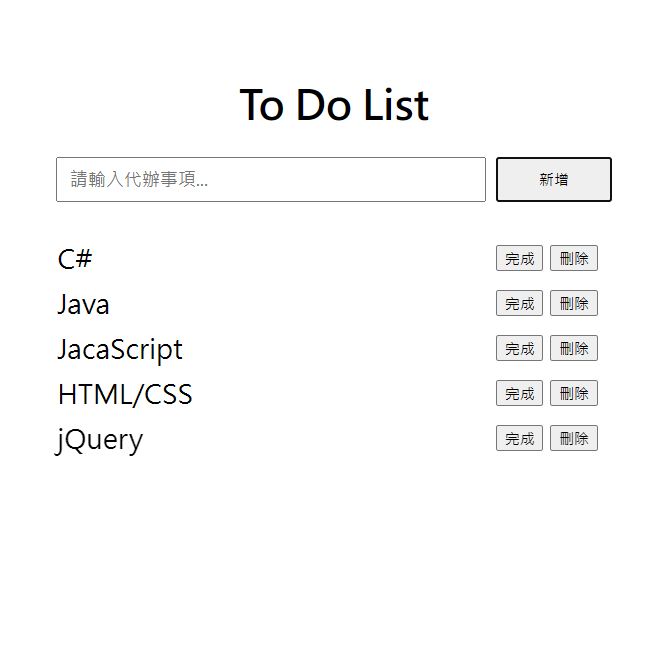 To Do List
請輸入代辦事項... 新增
C# 完成 刪除
Java 完成 刪除
JacaScript 完成 刪除
HTML/CSS 完成 刪除
jQuery 完成 刪除